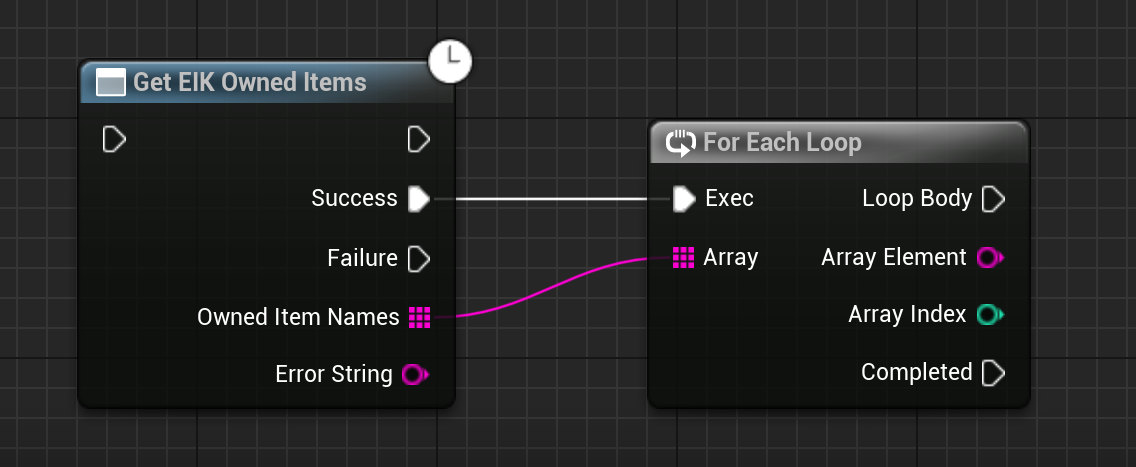 Get EIK Owned Items
Success
Failure
Owned Item Names
Error String
For Each Loop
Exec
Loop Body
Array
Array Element
Array Index
Completed